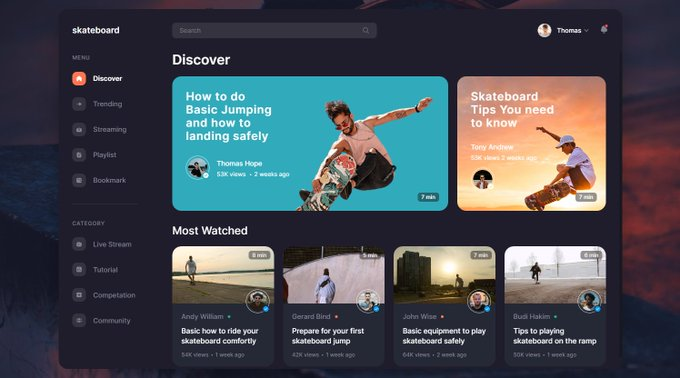 skateboard
Search
Thomas
MENU
Discover
Trending
Streaming
Playlist
Bookmark
CATEGORY
Live Stream
Tutorial
Competation
Community
Discover
How to do
Basic Jumping
and how to
landing safely
Thomas Hope
53K views • 2 weeks ago
7 min
Skateboard
Tips You need
to know
Tony Andrew
53K views 2 weeks ago
7 min
Most Watched
8 min
Andy William
Basic how to ride your
skateboard comfortly
54K views • 1 week ago
5 min
Gerard Bind
Prepare for your first
skateboard jump
42K views • 1 week ago
7 min
John Wise
Basic equipment to play
skateboard safely
64K views • 2 week ago
6 min
Budi Hakim
Tips to playing
skateboard on the ramp
50K views • 1 week ago